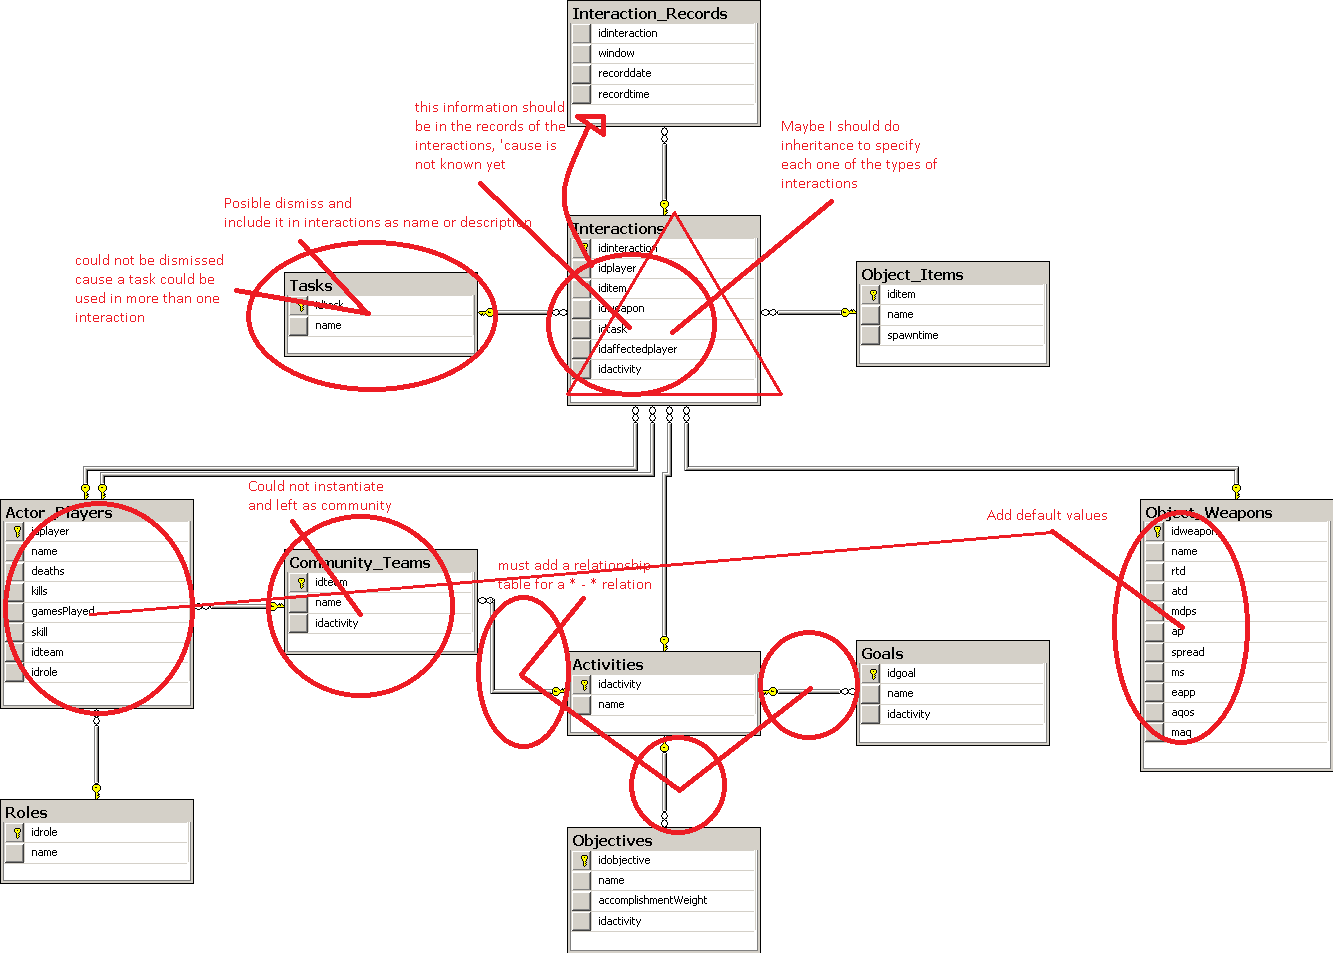 Interaction_Records
idinteraction
window
recorddate
recordtime
this information should
be in the records of the
interactions, 'cause is
not known yet
Maybe I should do
inheritance to specify
each one of the types of
interactions
Posible dismiss and
include it in interactions as name or description
could not be dismissed
cause a task could be
used in more than one
interaction
Tasks
idtask
name
Interactions
idinteraction
idplayer
iditem
idweapon
idtask
idaffectedplayer
idactivity
Object_Items
iditem
name
spawntime
Actor_Players
idplayer
name
deaths
kills
gamesPlayed
skill
idteam
idrole
Could not instantiate
and left as community
Community_Teams
idteam
name
idactivity
must add a relationship
table for a * - * relation
Add default values
Object_Weapons
idweapon
name
rtd
atd
mdps
ap
spread
ms
eapp
aqos
maq
Activities
idactivity
name
Goals
idgoal
name
idactivity
Roles
idrole
name
Objectives
idobjective
name
accomplishmentWeight
idactivity